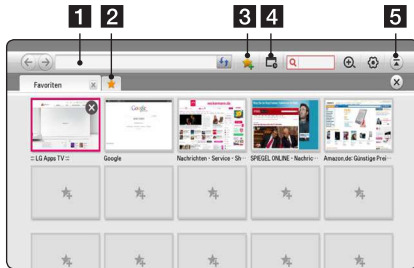 1 2 3 4 5
Favoriten
:: LG Apps TV ::
Google
Nachrichten - Service - Sh···
SPIEGEL ONLINE - Nachric···
Amazon.de: Günstige Prei···